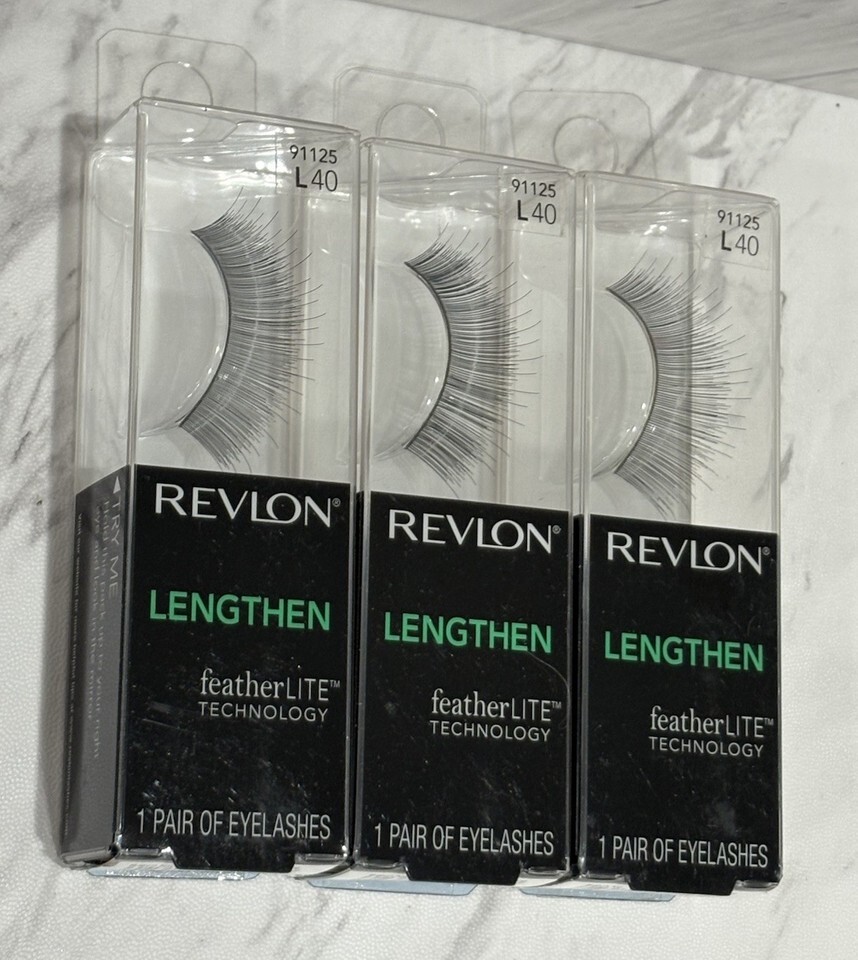 91125
L40
REVLON®
LENGTHEN
featherLITE™
TECHNOLOGY
1 PAIR OF EYELASHES
TRY ME
91125
L40
REVLON®
LENGTHEN
featherLITE™
TECHNOLOGY
1 PAIR OF EYELASHES
91125
L40
REVLON®
LENGTHEN
featherLITE™
TECHNOLOGY
1 PAIR OF EYELASHES